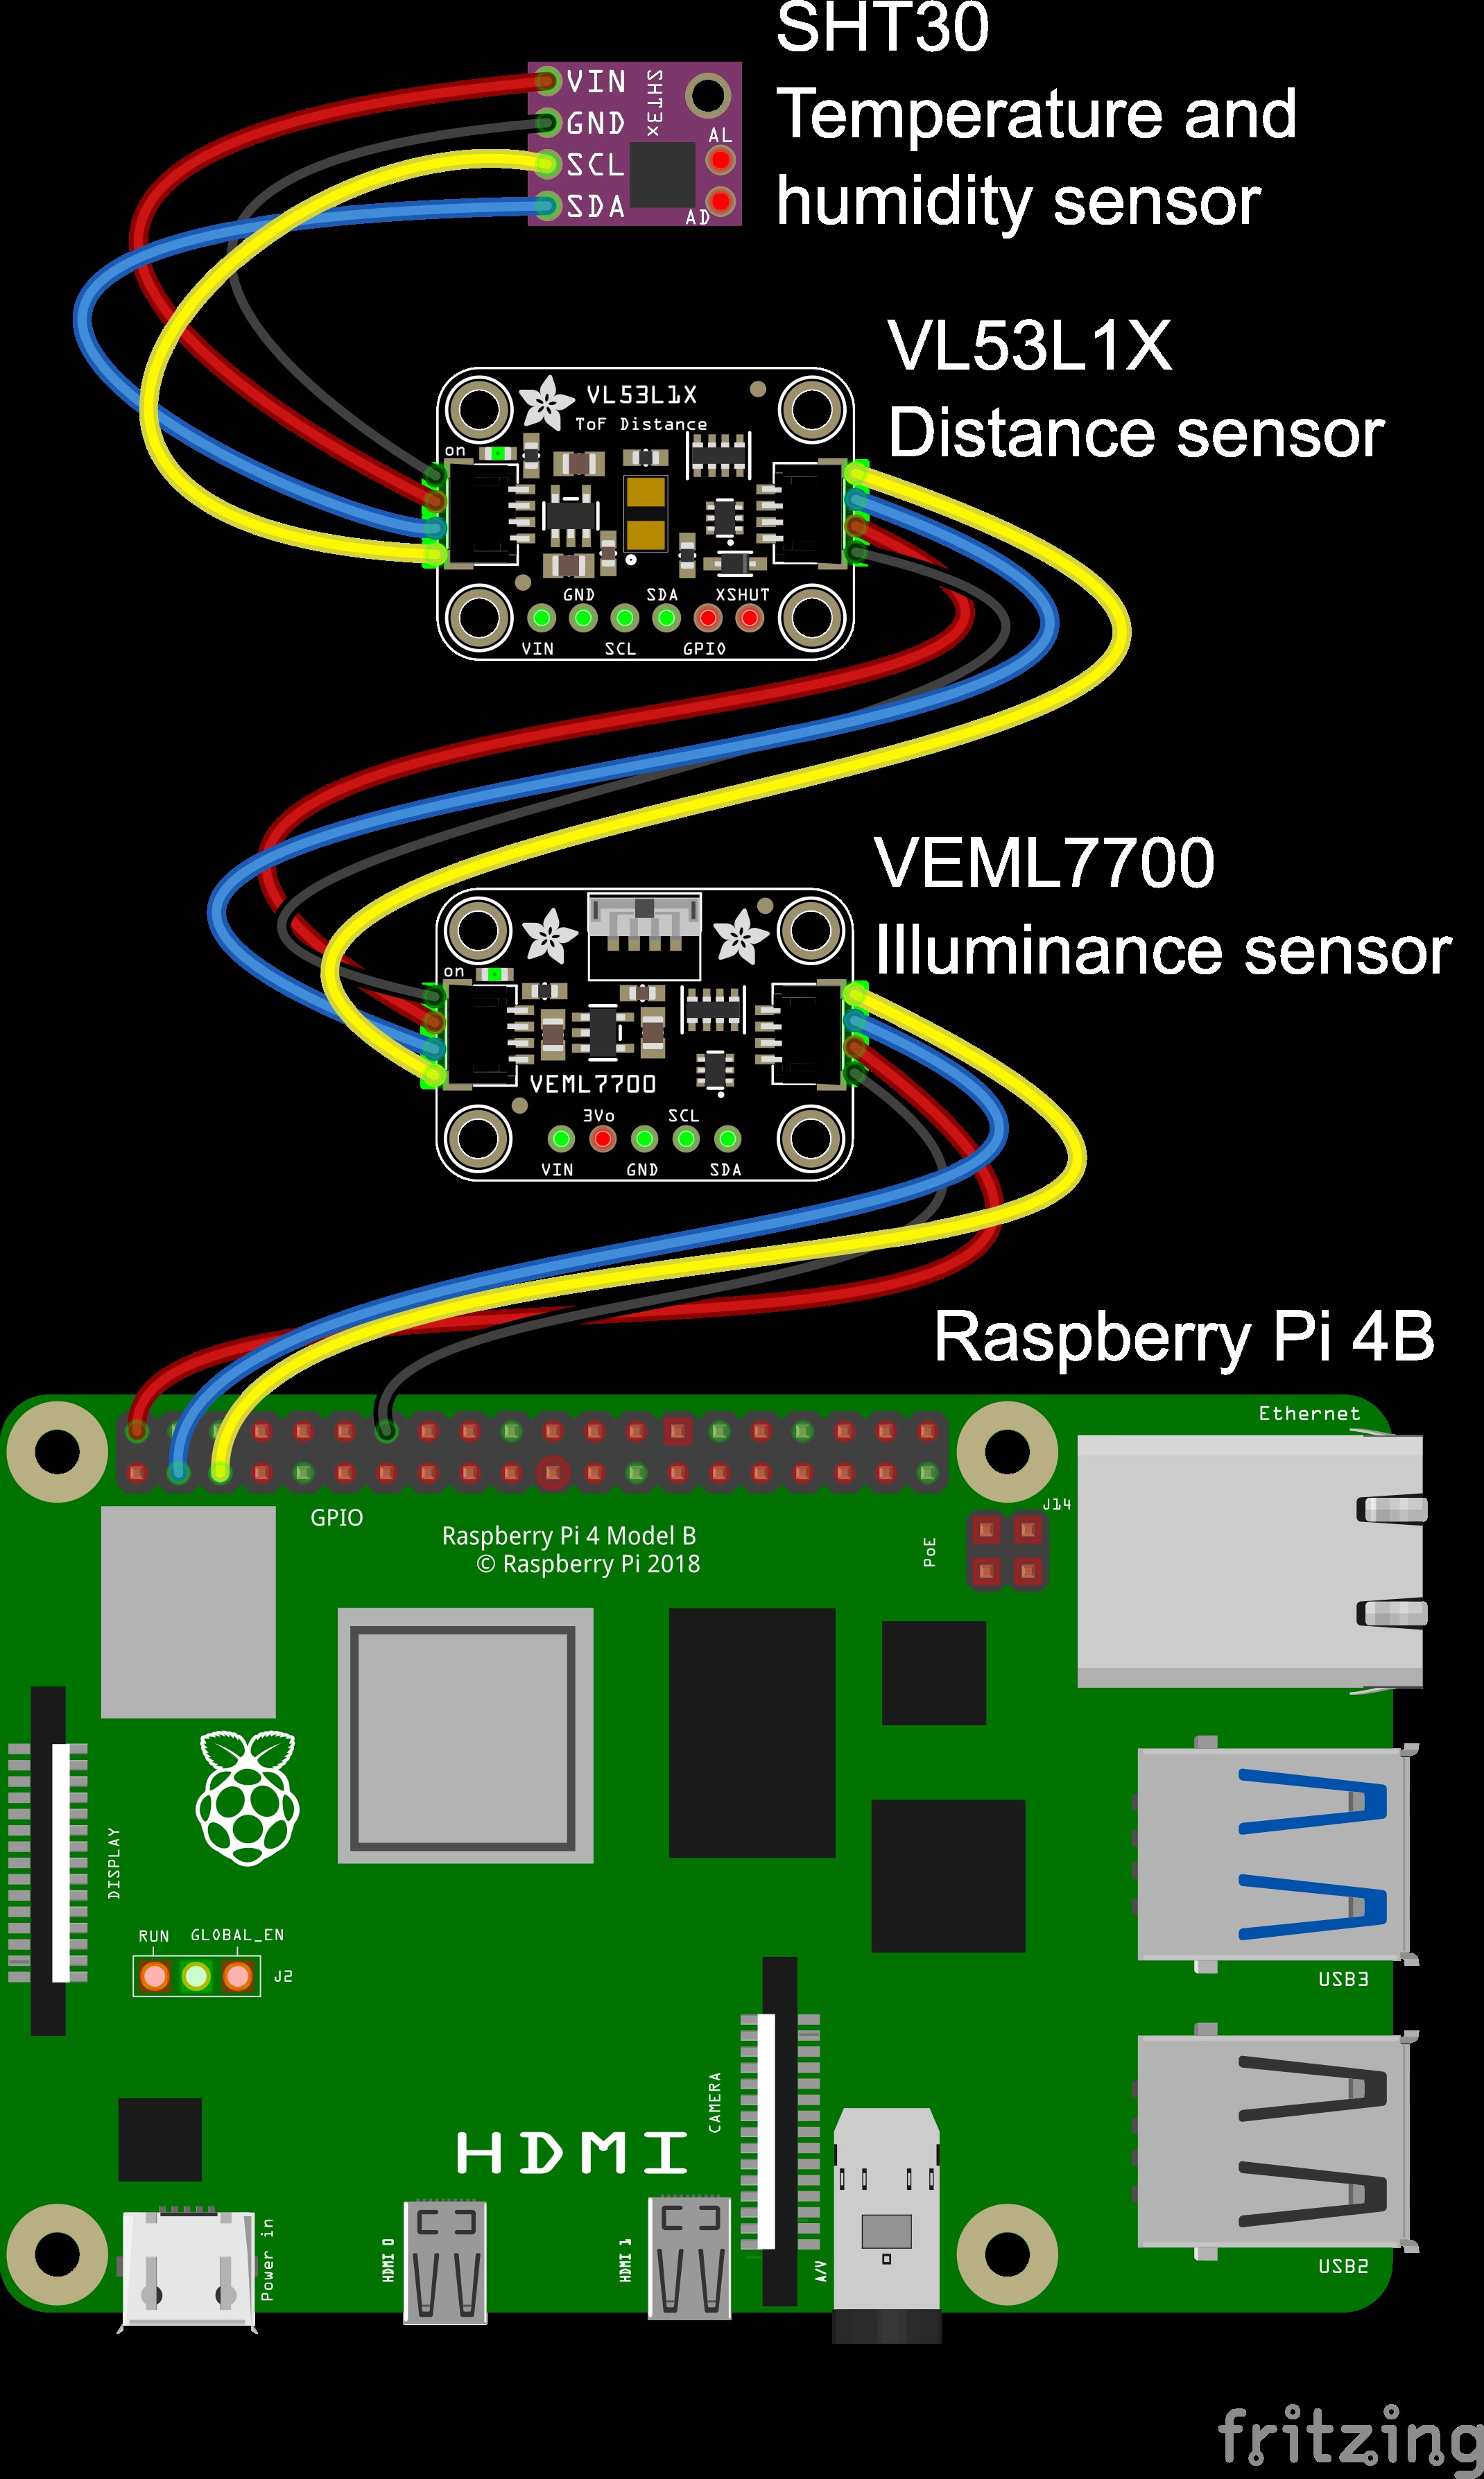 SHT30
Temperature and
humidity sensor
VIN
GND
SCL
SDA
SHT3X
AL
AD
VL53L1X
Distance sensor
VL53L1X
ToF Distance
on
GND
SDA
XSHUT
VIN
SCL
GPIO
VEML7700
Illuminance sensor
on
VEML7700
3Vo
SCL
VIN
GND
SDA
Raspberry Pi 4B
Ethernet
GPIO
Raspberry Pi 4 Model B
© Raspberry Pi 2018
J14
PoE
DISPLAY
RUN
GLOBAL_EN
J2
USB3
CAMERA
HDMI
Power in
HDMI 0
HDMI 1
A/V
USB2
fritzing